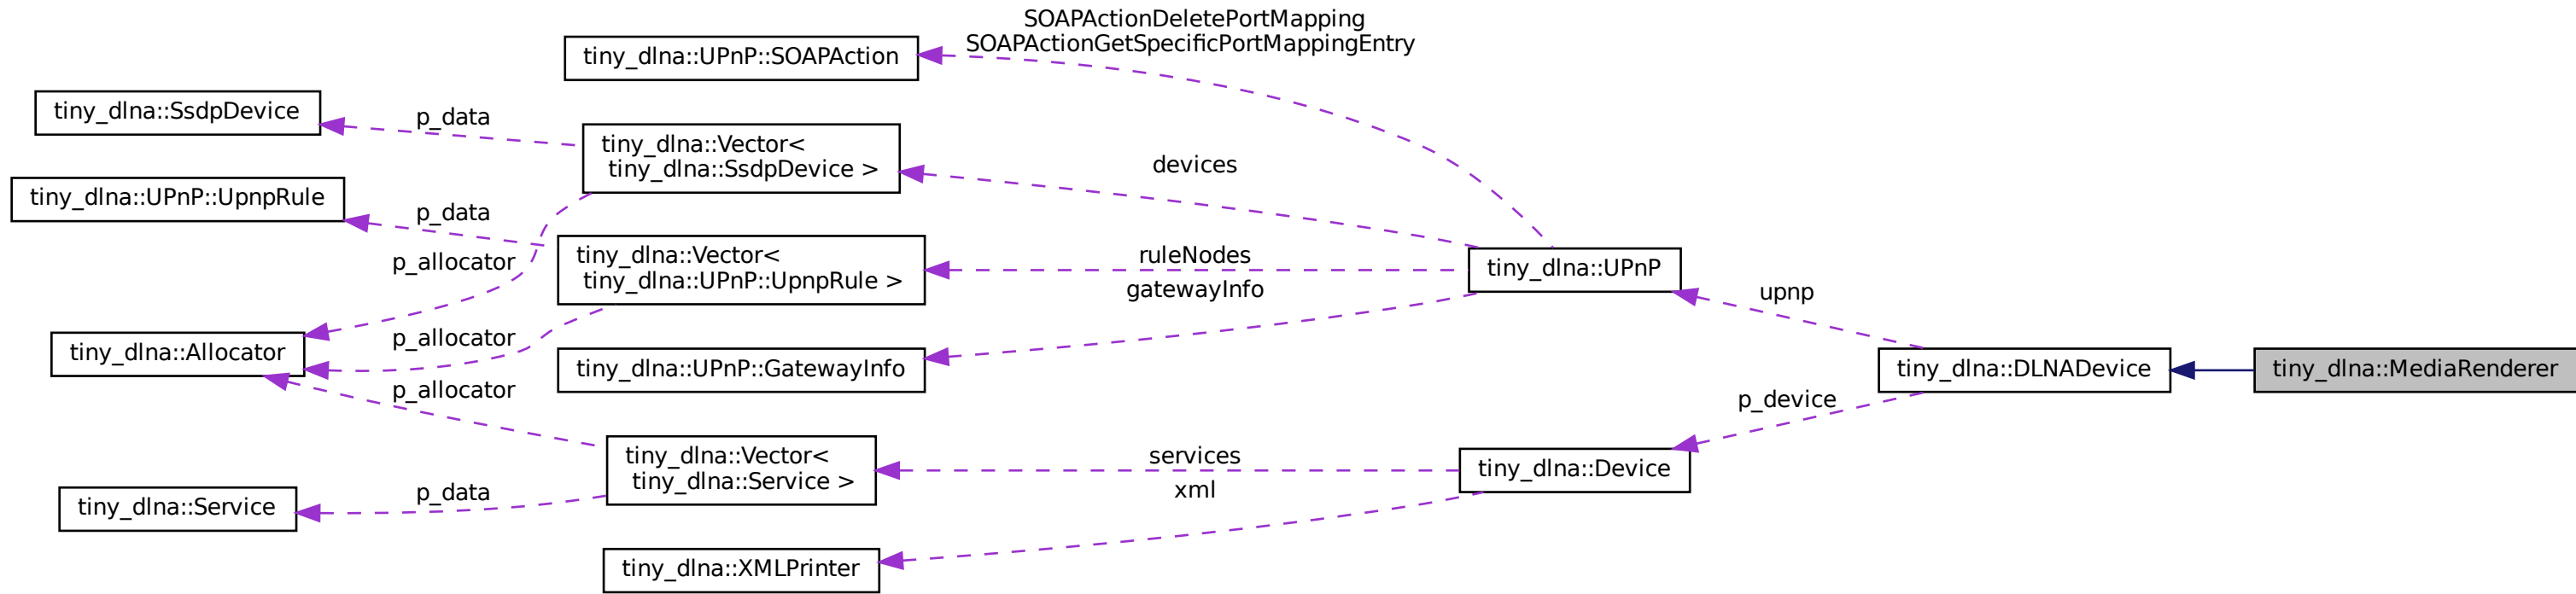 SOAPActionDeletePortMapping
SOAPActionGetSpecificPortMappingEntry
tiny_dlna::UPnP::SOAPAction
tiny_dlna::SsdpDevice
p_data
tiny_dlna::Vector<
tiny_dlna::SsdpDevice >
devices
tiny_dlna::UPnP::UpnpRule
p_data
p_allocator
tiny_dlna::Vector<
tiny_dlna::UPnP::UpnpRule >
ruleNodes
gatewayInfo
tiny_dlna::UPnP
upnp
tiny_dlna::Allocator
p_allocator
p_allocator
tiny_dlna::UPnP::GatewayInfo
tiny_dlna::DLNADevice
tiny_dlna::MediaRenderer
p_device
tiny_dlna::Vector<
tiny_dlna::Service >
services
xml
tiny_dlna::Device
tiny_dlna::Service
p_data
tiny_dlna::XMLPrinter